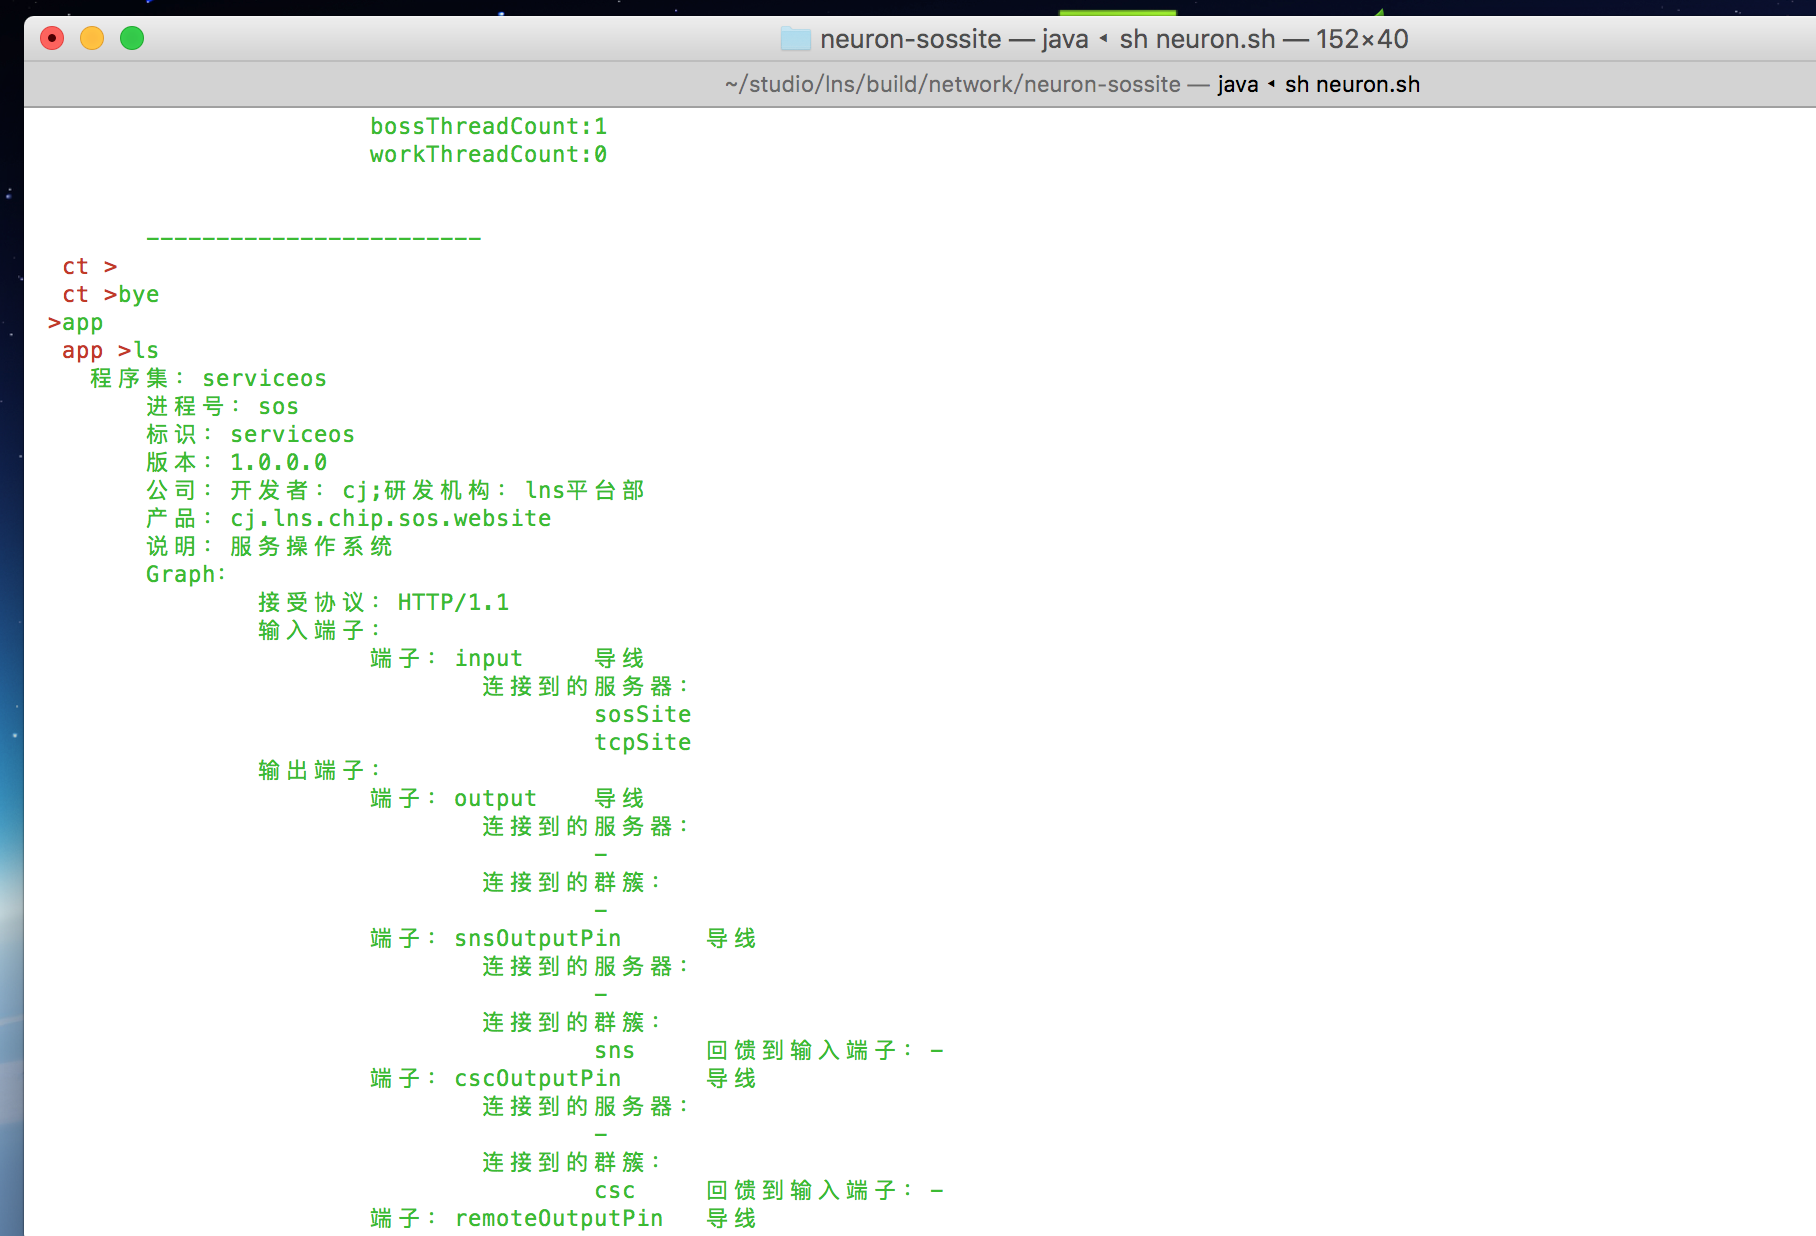 neuron-sossite — java ◂ sh neuron.sh — 152×40
~/studio/lns/build/network/neuron-sossite — java ◂ sh neuron.sh
bossThreadCount:1
workThreadCount:0
------------------------
ct >
ct >bye
>app
app >ls
程序集：serviceos
进程号：sos
标识：serviceos
版本：1.0.0.0
公司：开发者：cj;研发机构：lns平台部
产品：cj.lns.chip.sos.website
说明：服务操作系统
Graph:
接受协议：HTTP/1.1
输入端子：
端子：input 导线
连接到的服务器：
sosSite
tcpSite
输出端子：
端子：output 导线
连接到的服务器：
-
连接到的群簇：
-
端子：snsOutputPin 导线
连接到的服务器：
-
连接到的群簇：
sns 回馈到输入端子：-
端子：cscOutputPin 导线
连接到的服务器：
-
连接到的群簇：
csc 回馈到输入端子：-
端子：remoteOutputPin 导线